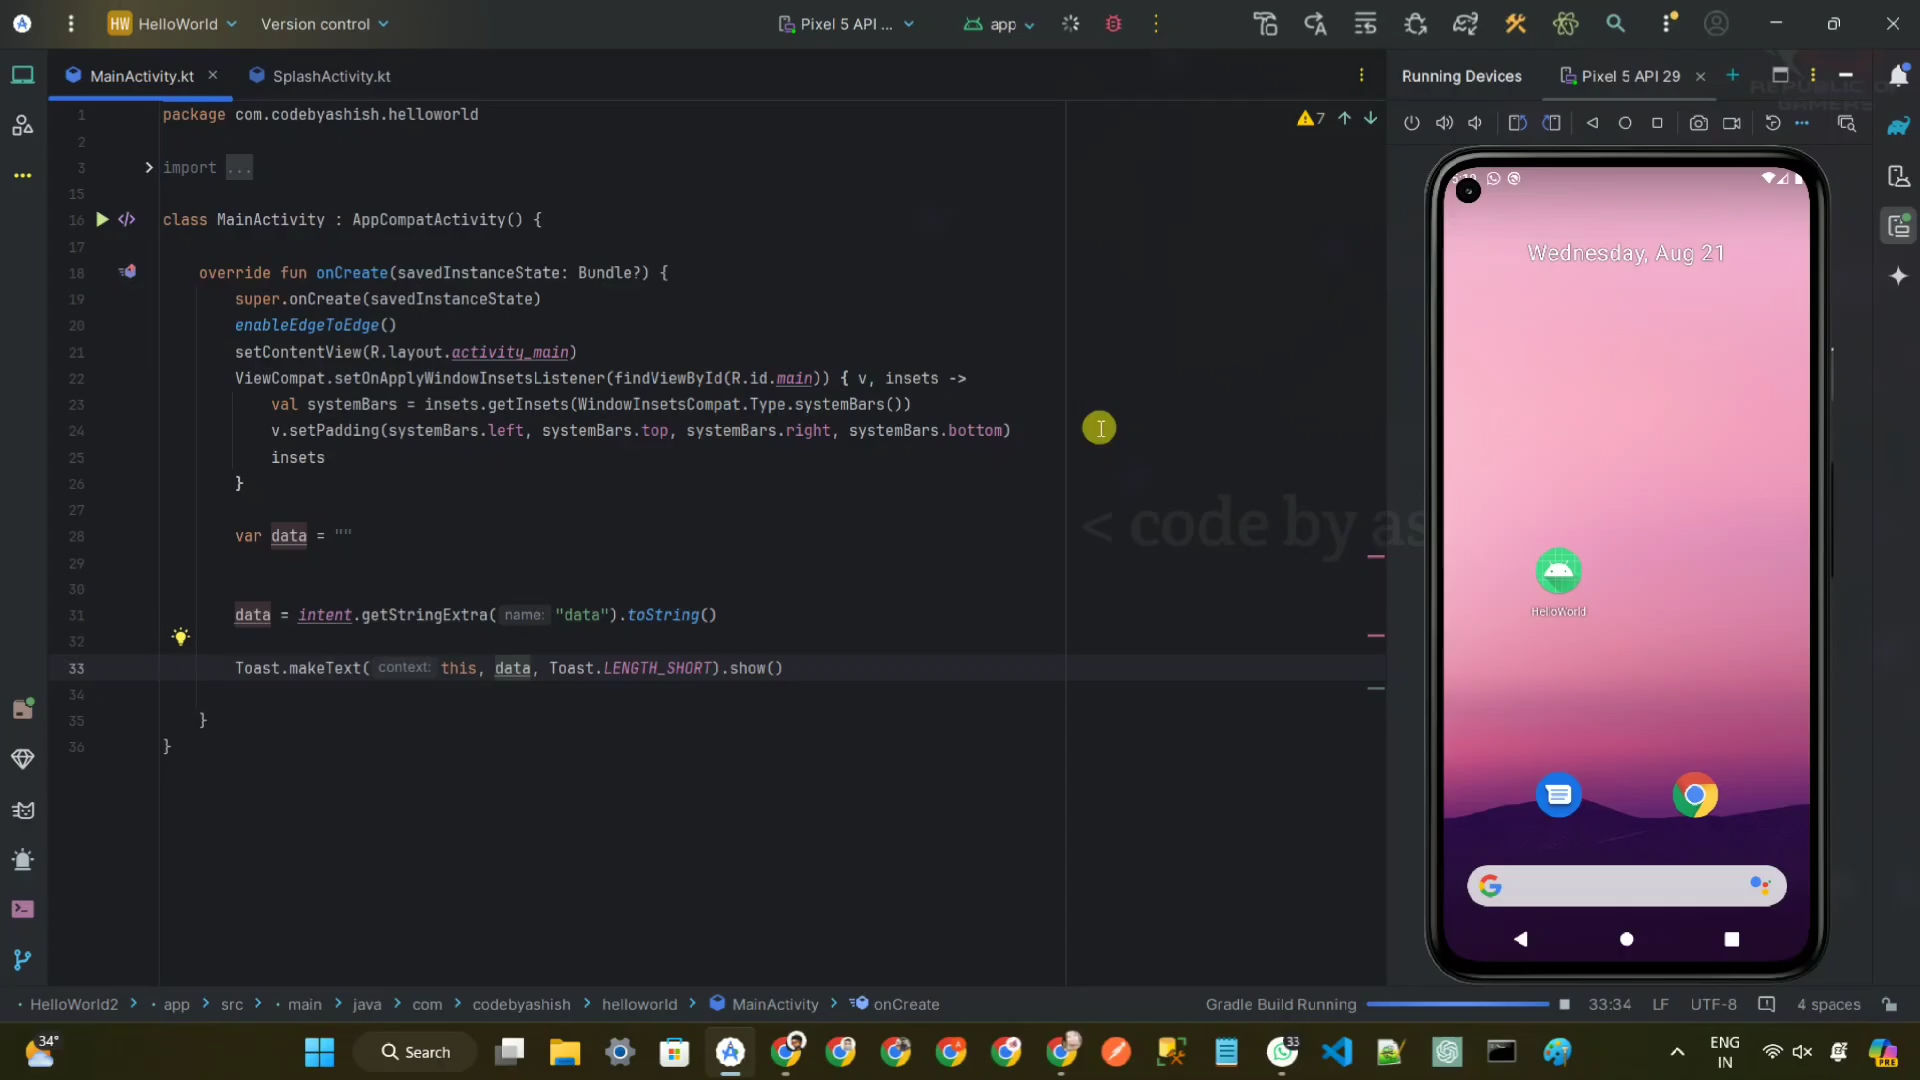 HW HelloWorld Version control Pixel 5 API ... app
MainActivity.kt SplashActivity.kt Running Devices Pixel 5 API 29
REPUBLIC OF
GAMERS
1 package com.codebyashish.helloworld 7
2
3 import ...
15
16 class MainActivity : AppCompatActivity() {
17
18 override fun onCreate(savedInstanceState: Bundle?) {
19 super.onCreate(savedInstanceState)
20 enableEdgeToEdge()
21 setContentView(R.layout.activity_main)
22 ViewCompat.setOnApplyWindowInsetsListener(findViewById(R.id.main)) { v, insets ->
23 val systemBars = insets.getInsets(WindowInsetsCompat.Type.systemBars())
24 v.setPadding(systemBars.left, systemBars.top, systemBars.right, systemBars.bottom)
25 insets
26 }
27
28 var data = ""
29
30
31 data = intent.getStringExtra( name: "data").toString()
32
33 Toast.makeText( context: this, data, Toast.LENGTH_SHORT).show()
34
35 }
36 }
< code by as
Wednesday, Aug 21
HelloWorld
HelloWorld2 > app > src > main > java > com > codebyashish > helloworld > MainActivity > onCreate Gradle Build Running 33:34 LF UTF-8 4 spaces
34° Search 33 ENG
IN
PRE